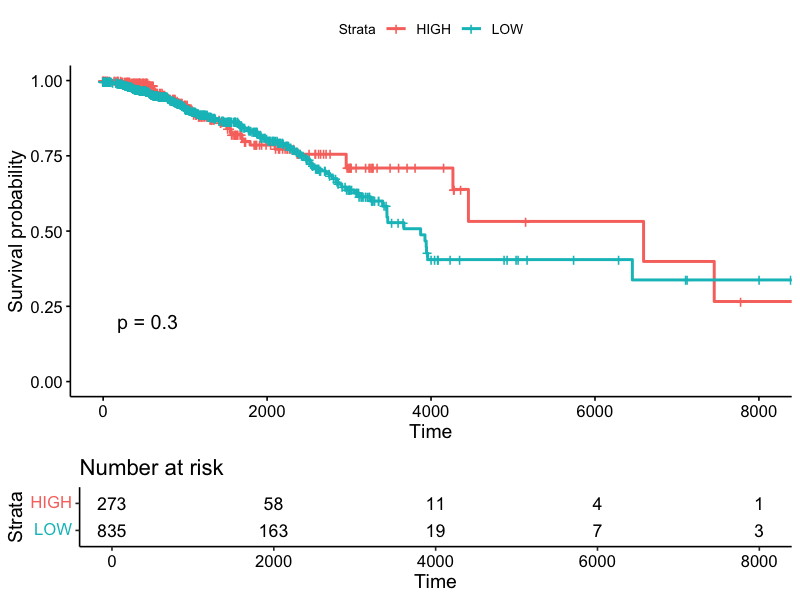 Strata HIGH LOW
Survival probability
1.00
0.75
0.50
0.25
0.00
p = 0.3
0 2000 4000 6000 8000
Time
Number at risk
Strata
HIGH 273 58 11 4 1
LOW 835 163 19 7 3
0 2000 4000 6000 8000
Time